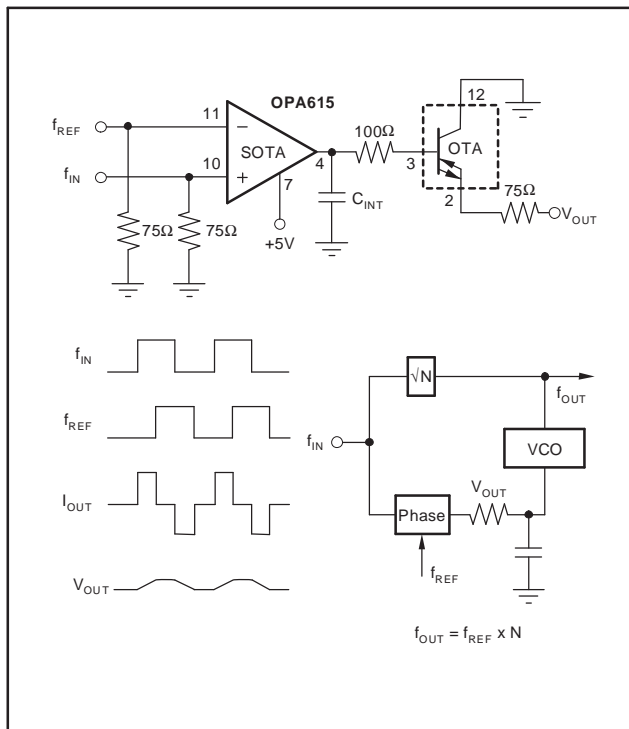 OPA615
f_REF
11
−
SOTA
f_IN
10
+
4
7
+5V
75Ω
75Ω
C_INT
100Ω
3
OTA
12
2
75Ω
V_OUT
f_IN
f_REF
I_OUT
V_OUT
√N
f_OUT
f_IN
VCO
V_OUT
Phase
f_REF
f_OUT = f_REF x N